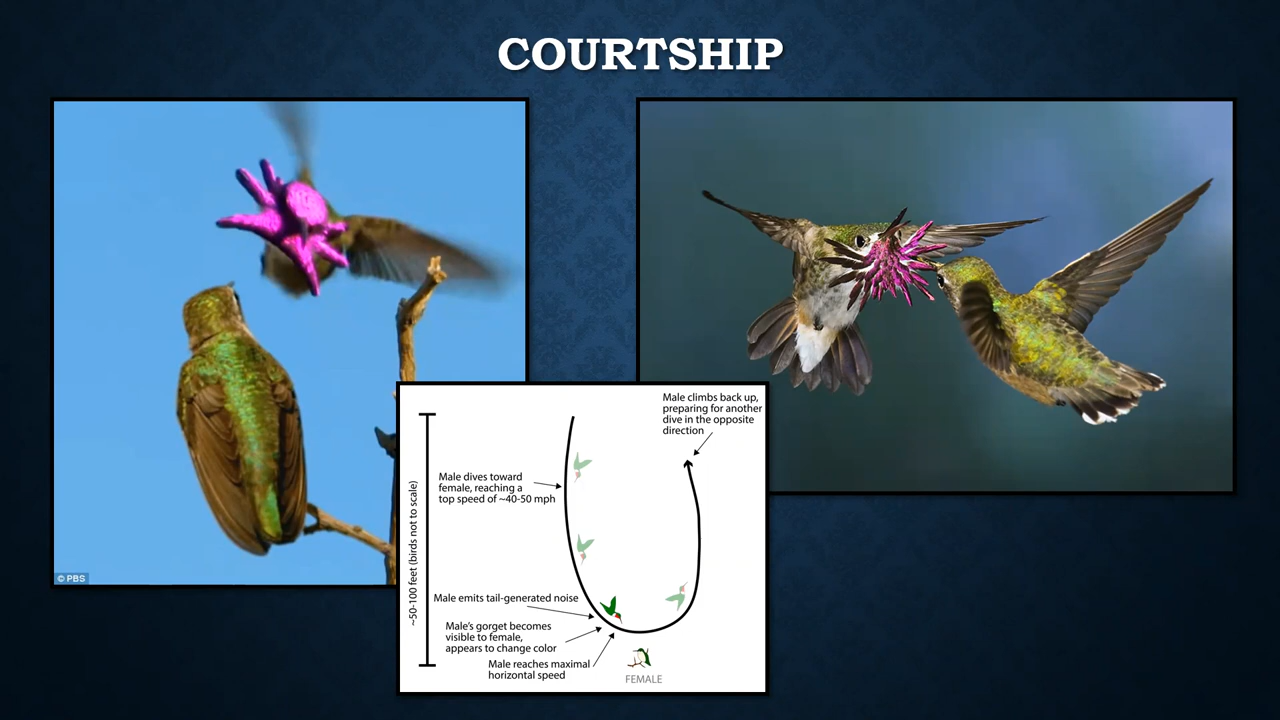 COURTSHIP
© PBS
~50-100 feet (birds not to scale)
Male climbs back up,
preparing for another
dive in the opposite
direction
Male dives toward
female, reaching a
top speed of ~40-50 mph
Male emits tail-generated noise
Male's gorget becomes
visible to female,
appears to change color
Male reaches maximal
horizontal speed
FEMALE